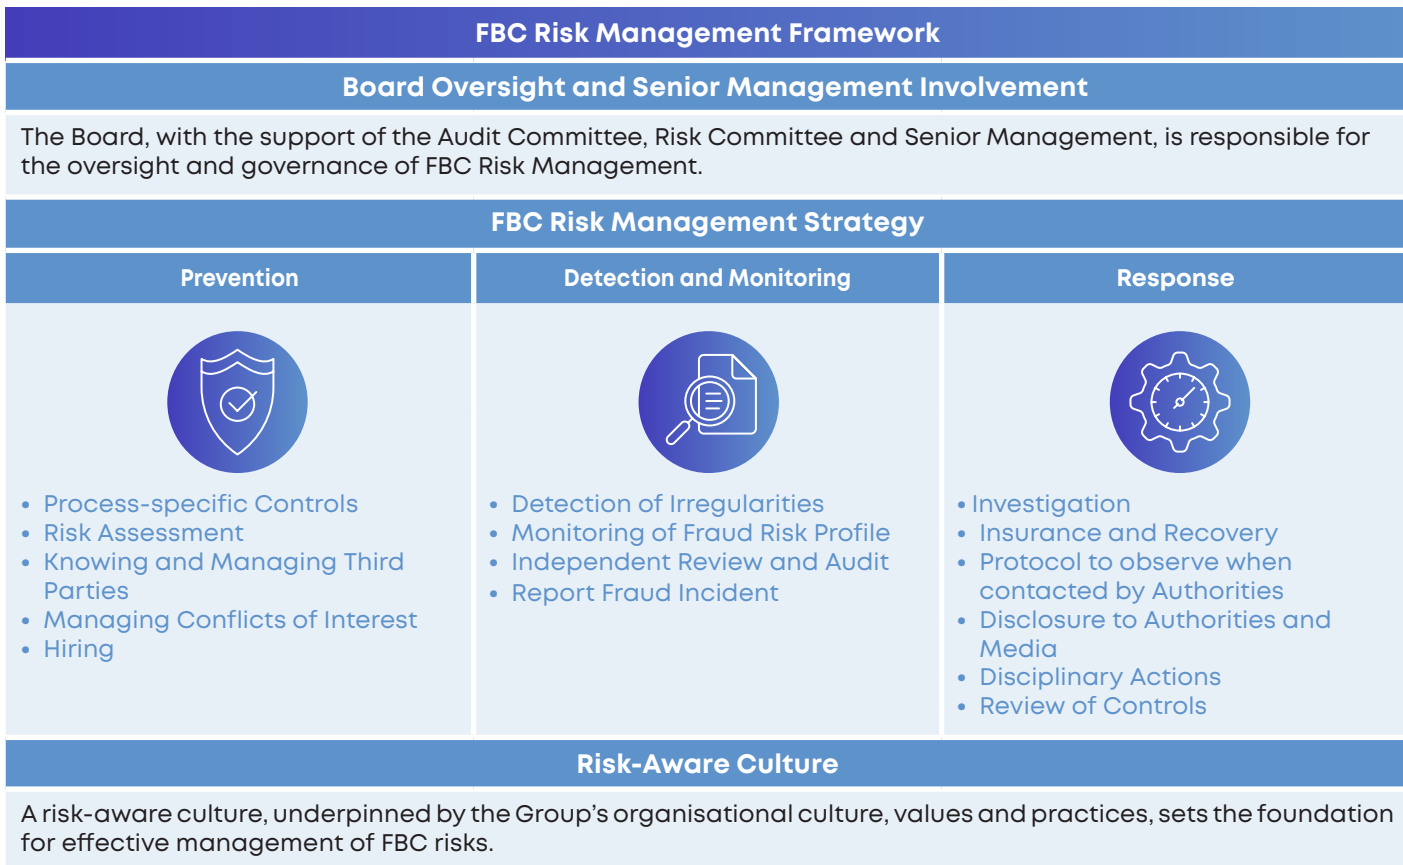 FBC Risk Management Framework
Board Oversight and Senior Management Involvement
The Board, with the support of the Audit Committee, Risk Committee and Senior Management, is responsible for
the oversight and governance of FBC Risk Management.
FBC Risk Management Strategy
Prevention
• Process-specific Controls
• Risk Assessment
• Knowing and Managing Third
Parties
• Managing Conflicts of Interest
• Hiring
Detection and Monitoring
• Detection of Irregularities
• Monitoring of Fraud Risk Profile
• Independent Review and Audit
• Report Fraud Incident
Response
• Investigation
• Insurance and Recovery
• Protocol to observe when
contacted by Authorities
• Disclosure to Authorities and
Media
• Disciplinary Actions
• Review of Controls
Risk-Aware Culture
A risk-aware culture, underpinned by the Group’s organisational culture, values and practices, sets the foundation
for effective management of FBC risks.